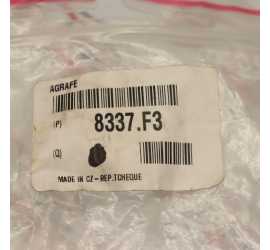 AGRAFE
(P) 8337.F3
(Q)
MADE IN CZ-REP.TCHEQUE